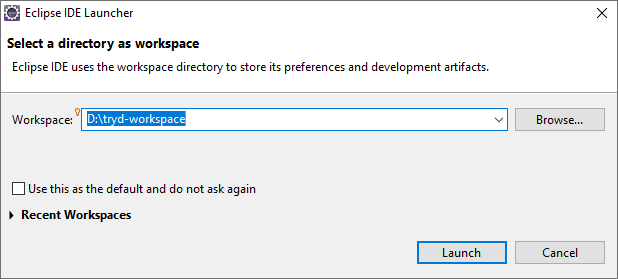 Eclipse IDE Launcher
Select a directory as workspace
Eclipse IDE uses the workspace directory to store its preferences and development artifacts.
Workspace: D:\tryd-workspace Browse...
Use this as the default and do not ask again
Recent Workspaces
Launch Cancel